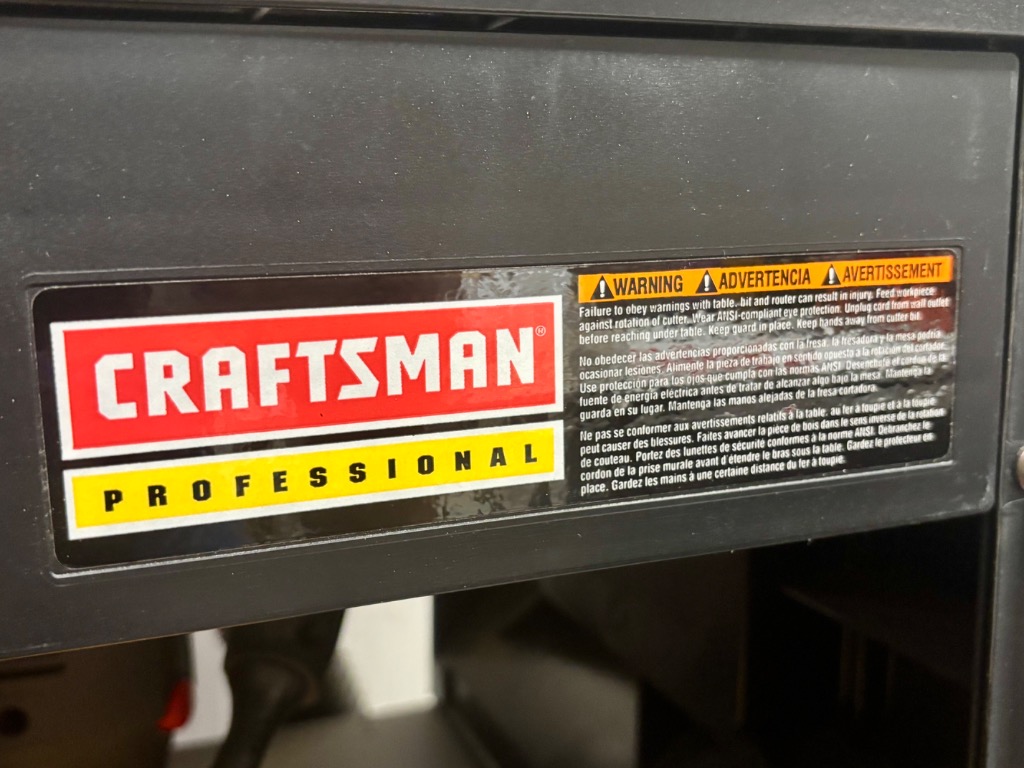 CRAFTSMAN®
PROFESSIONAL
WARNING ADVERTENCIA AVERTISSEMENT
Failure to obey warnings with table, bit and router can result in injury. Feed workpiece
against rotation of cutter. Wear ANSI-compliant eye protection. Unplug cord from wall outlet
before reaching under table. Keep guard in place. Keep hands away from cutter bit.
No obedecer las advertencias proporcionadas con la fresa, la fresadora y la mesa podría
ocasionar lesiones. Alimente la pieza de trabajo en sentido opuesto a la rotación del cortador.
Use protección para los ojos que cumpla con las normas ANSI. Desenchufe el cordón de la
fuente de energía eléctrica antes de tratar de alcanzar algo bajo la mesa. Mantenga la
guarda en su lugar. Mantenga las manos alejadas de la fresa cortadora.
Ne pas se conformer aux avertissements relatifs à la table, au fer à toupie et à la toupie
peut causer des blessures. Faites avancer la pièce de bois dans le sens inverse de la rotation
de couteau. Portez des lunettes de sécurité conformes à la norme ANSI. Débranchez le
cordon de la prise murale avant d'étendre le bras sous la table. Gardez le protecteur en
place. Gardez les mains à une certaine distance du fer à toupie.